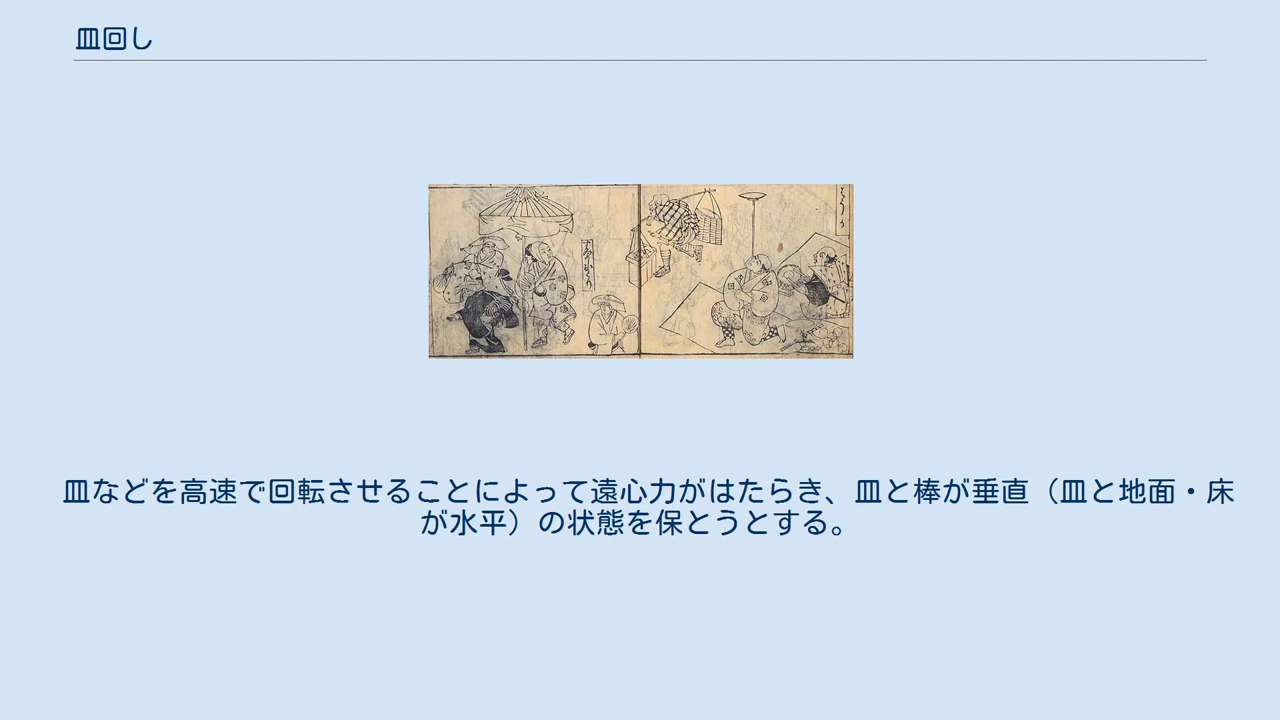 皿回し
皿などを高速で回転させることによって遠心力がはたらき、皿と棒が垂直（皿と地面・床
が水平）の状態を保とうとする。